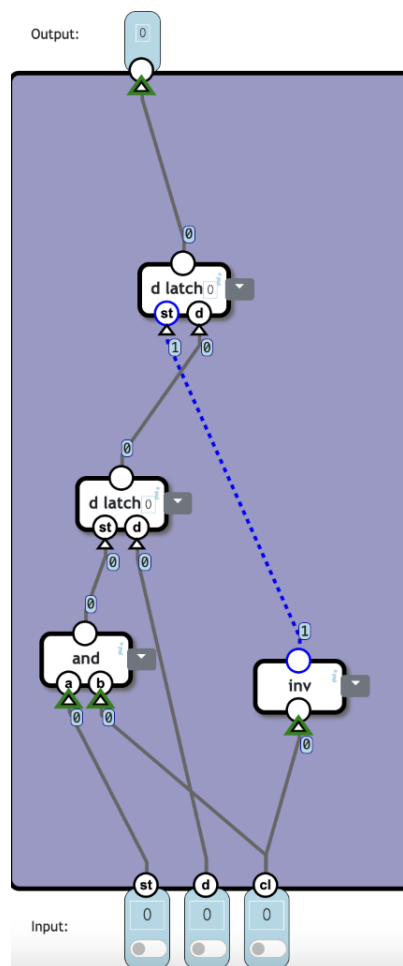 Output: 0
0
d latch 0
st d
1 0
0
d latch 0
st d
0 0
0 1
and
a b inv
0 0 0
st d cl
Input: 0 0 0